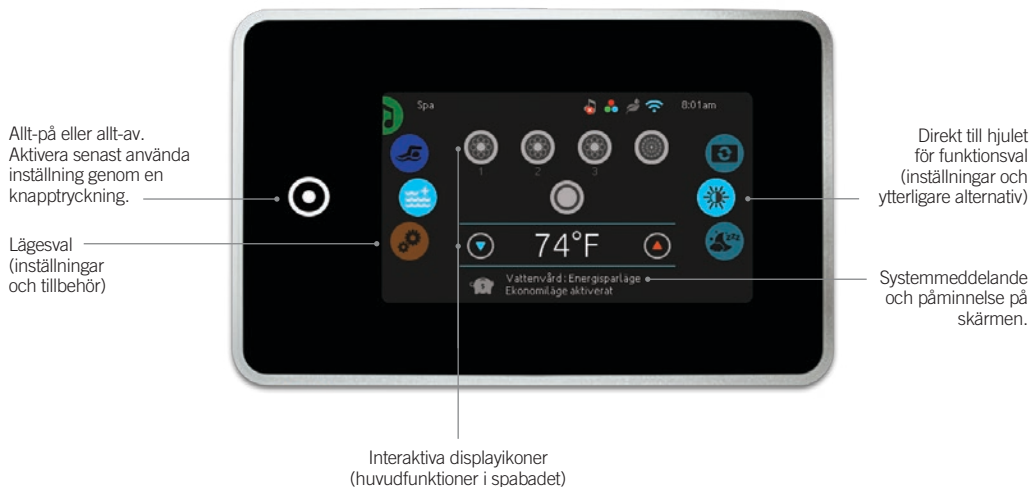 Allt-på eller allt-av.
Aktivera senast använda
inställning genom en
knapptryckning.
Lägesval
(inställningar
och tillbehör)
Spa
8:01am
1 2 3
74°F
Vattenvård: Energisparläge
Ekonomiläge aktiverat
Direkt till hjulet
för funktionsval
(inställningar och
ytterligare alternativ)
Systemmeddelande
och påminnelse på
skärmen.
Interaktiva displayikoner
(huvudfunktioner i spabadet)